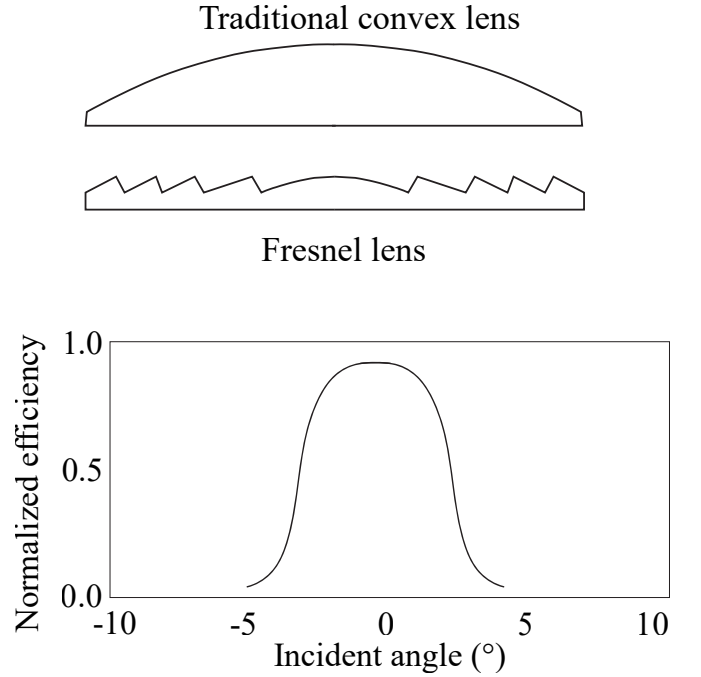 Traditional convex lens
Fresnel lens
Normalized efficiency
1.0
0.5
0.0
-10 -5 0 5 10
Incident angle (°)